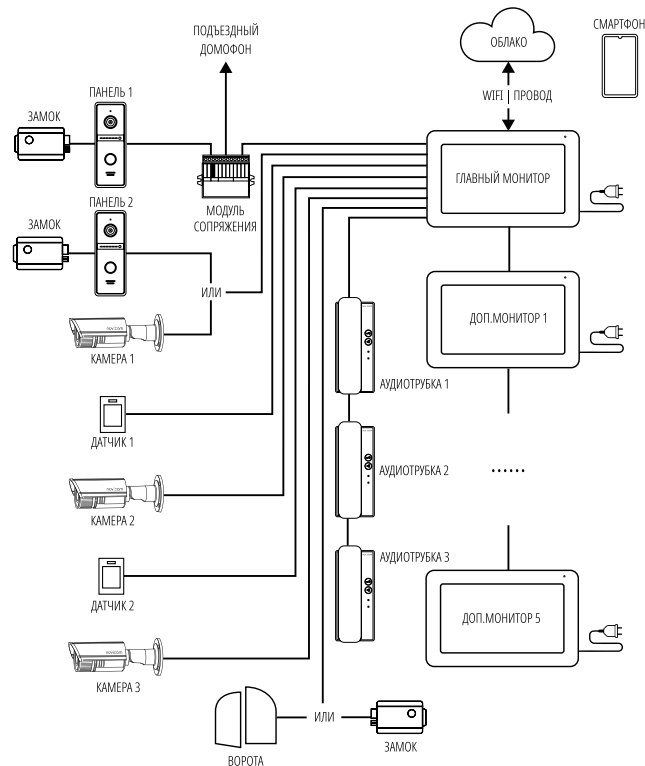 ПОДЪЕЗДНЫЙ
ДОМОФОН
ОБЛАКО
СМАРТФОН
WIFI
ПРОВОД
ПАНЕЛЬ 1
ЗАМОК
ГЛАВНЫЙ МОНИТОР
МОДУЛЬ
СОПРЯЖЕНИЯ
ПАНЕЛЬ 2
ЗАМОК
ИЛИ
КАМЕРА 1
ДОП.МОНИТОР 1
АУДИОТРУБКА 1
ДАТЧИК 1
АУДИОТРУБКА 2
......
КАМЕРА 2
АУДИОТРУБКА 3
ДАТЧИК 2
ДОП.МОНИТОР 5
КАМЕРА 3
ИЛИ
ЗАМОК
ВОРОТА